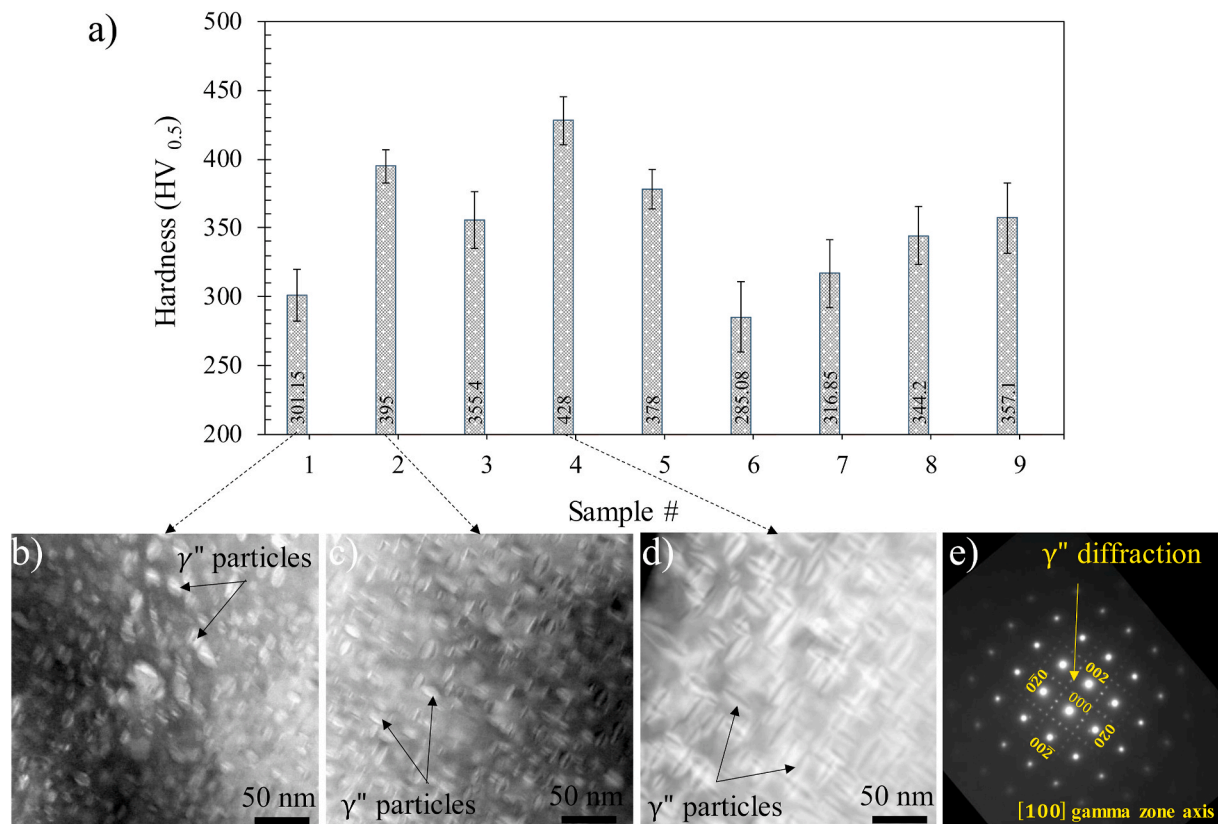 a)
Hardness (HV 0.5)
500
450
400
350
300
250
200
301.15
395
355.4
428
378
285.08
316.85
344.2
357.1
1 2 3 4 5 6 7 8 9
Sample #
b)
γ" particles
50 nm
c)
γ" particles
50 nm
d)
γ" particles
50 nm
e)
γ" diffraction
02̄0
002
000
002̄
020
[100] gamma zone axis